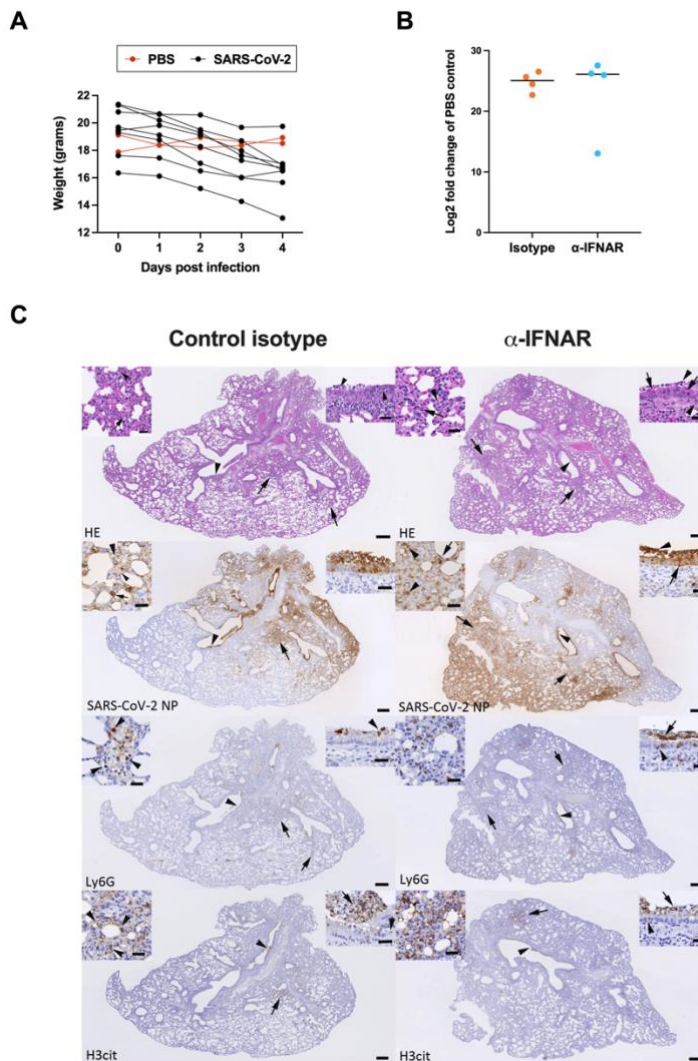 A
PBS SARS-CoV-2
22
20
18
16
14
12
Weight (grams)
0 1 2 3 4
Days post infection
B
30
20
10
0
Log2 fold change of PBS control
Isotype α-IFNAR
C
Control isotype α-IFNAR
HE HE
SARS-CoV-2 NP SARS-CoV-2 NP
Ly6G Ly6G
H3cit H3cit